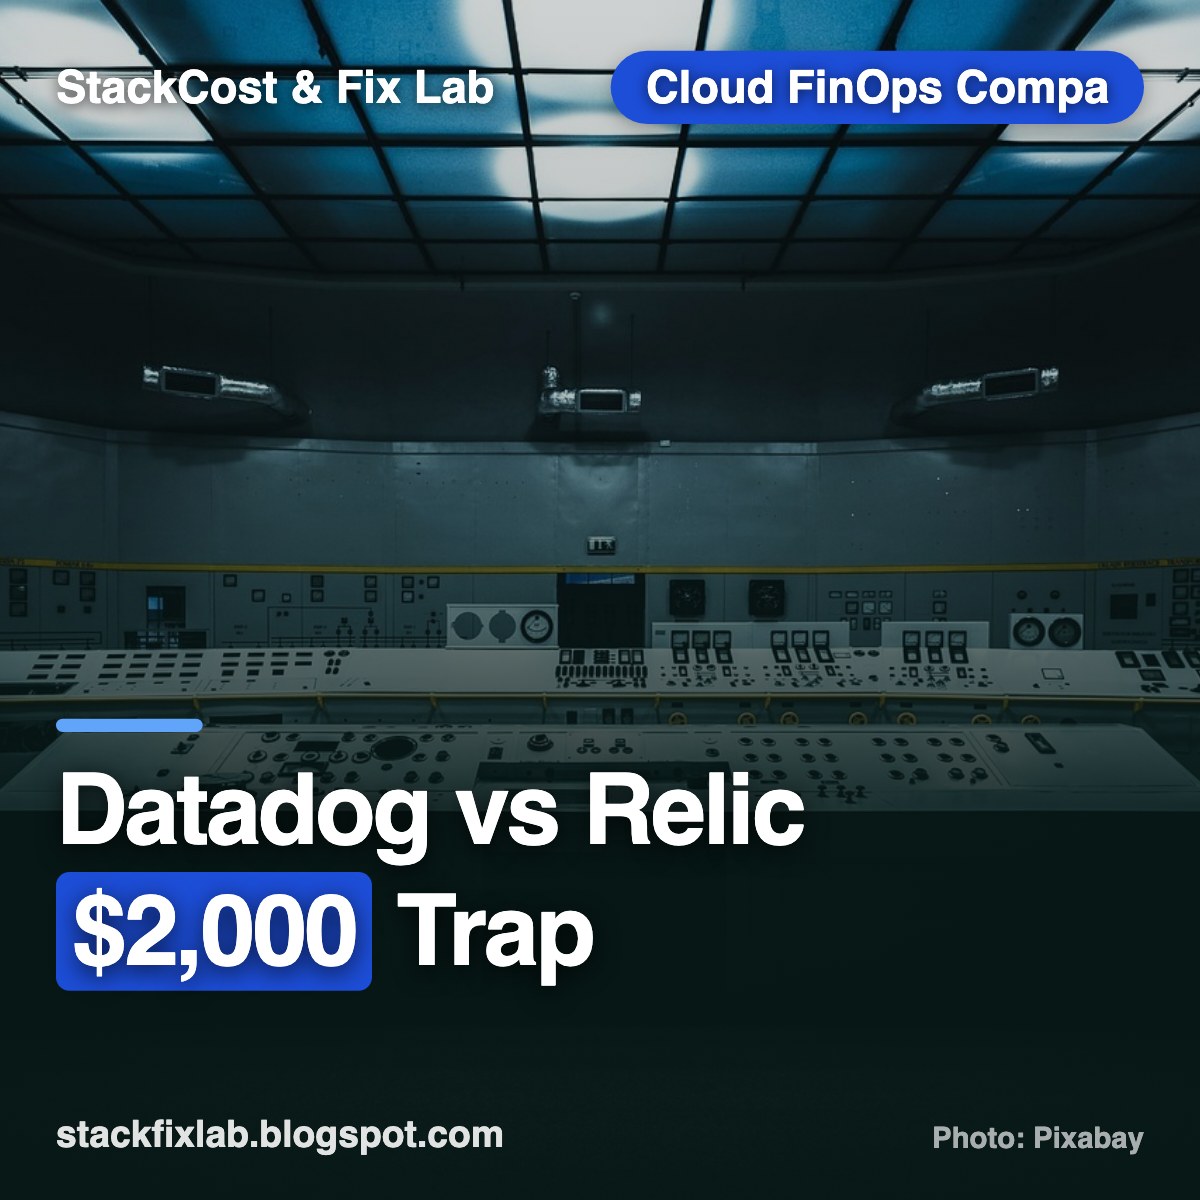 StackCost & Fix Lab
Cloud FinOps Compa
Datadog vs Relic
$2,000 Trap
stackfixlab.blogspot.com
Photo: Pixabay